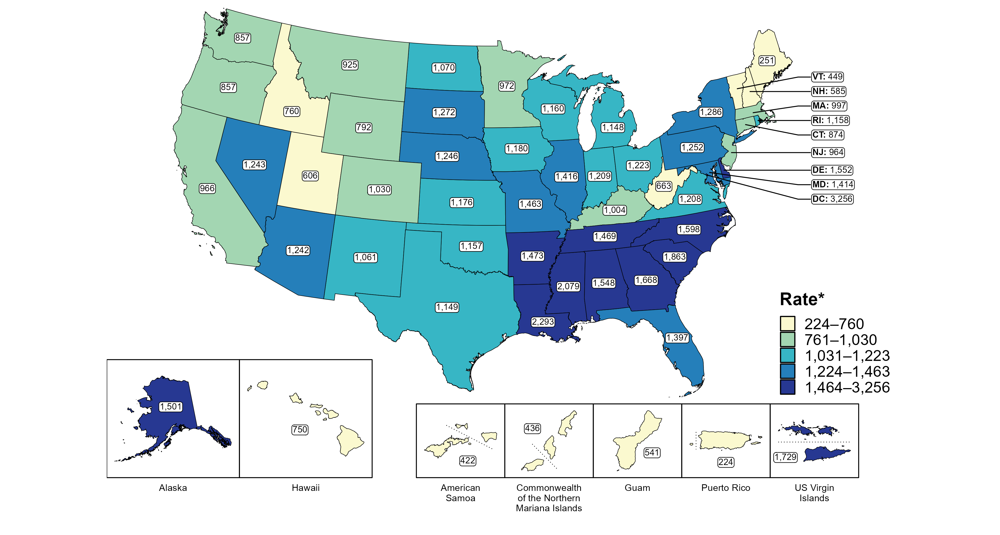 857
925
1,070
972
251
VT: 449
NH: 585
857
760
792
1,272
1,160
1,148
1,286
MA: 997
RI: 1,158
CT: 874
1,252
NJ: 964
1,243
606
1,246
1,180
1,416
1,209
1,223
663
DE: 1,552
MD: 1,414
DC: 3,256
966
1,030
1,176
1,463
1,004
1,208
1,242
1,061
1,157
1,473
1,469
1,598
1,863
1,149
2,293
2,079
1,548
1,668
1,397
Rate*
224–760
761–1,030
1,031–1,223
1,224–1,463
1,464–3,256
1,501
750
422
436
541
224
1,729
Alaska
Hawaii
American
Samoa
Commonwealth
of the Northern
Mariana Islands
Guam
Puerto Rico
US Virgin
Islands